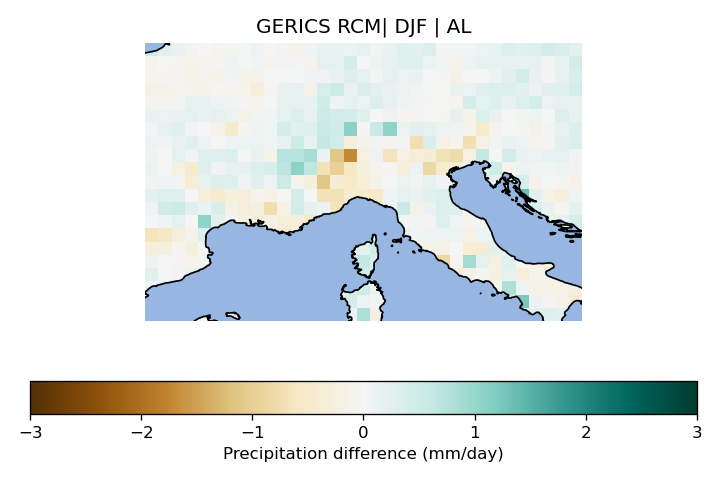 GERICS RCM| DJF | AL
−3 −2 −1 0 1 2 3
Precipitation difference (mm/day)